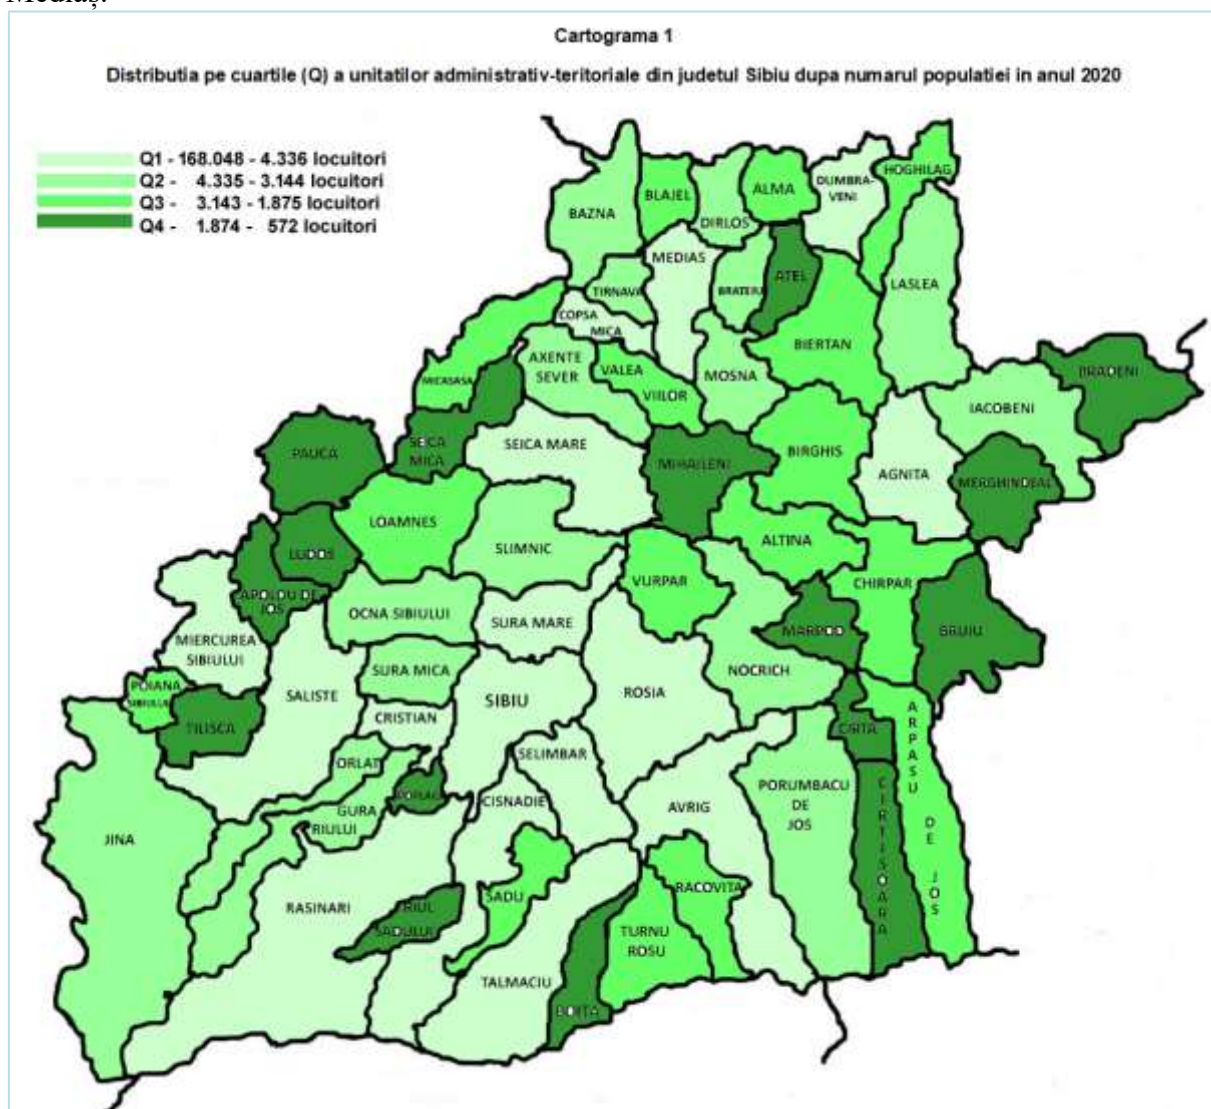 Mediaș.
Cartograma 1
Distributia pe cuartile (Q) a unitatilor administrativ-teritoriale din judetul Sibiu dupa numarul populatiei in anul 2020
Q1 - 168.048 - 4.336 locuitori
Q2 - 4.335 - 3.144 locuitori
Q3 - 3.143 - 1.875 locuitori
Q4 - 1.874 - 572 locuitori
HOGHILAG
DUMBRA-
VENI
ALMA
BLAJEL
BAZNA
DIRLOS
MEDIAS
ATEL
LASLEA
TIRNAVA
BRATEIU
COPSA
MICA
BIERTAN
AXENTE
SEVER
VALEA
VIILOR
MOSNA
BRADENI
MICASASA
IACOBENI
SEICA
MICA
SEICA MARE
PAUCA
MIHAILENI
BIRGHIS
AGNITA
MERGHINDEAL
LOAMNES
SLIMNIC
ALTINA
LUDOS
VURPAR
CHIRPAR
APOLDU DE
JOS
OCNA SIBIULUI
SURA MARE
MARPOD
BRUIU
MIERCUREA
SIBIULUI
SURA MICA
NOCRICH
POIANA
SIBIULUI
SALISTE
SIBIU
ROSIA
TILISCA
CRISTIAN
ARPASU
DE
JOS
SELIMBAR
ORLAT
CISNADIE
PORUMBACU
DE
JOS
GURA
RIULUI
AVRIG
CIRTISOARA
JINA
RASINARI
SADU
RACOVITA
RIUL
SADULUI
TURNU
ROSU
TALMACIU
BOITA